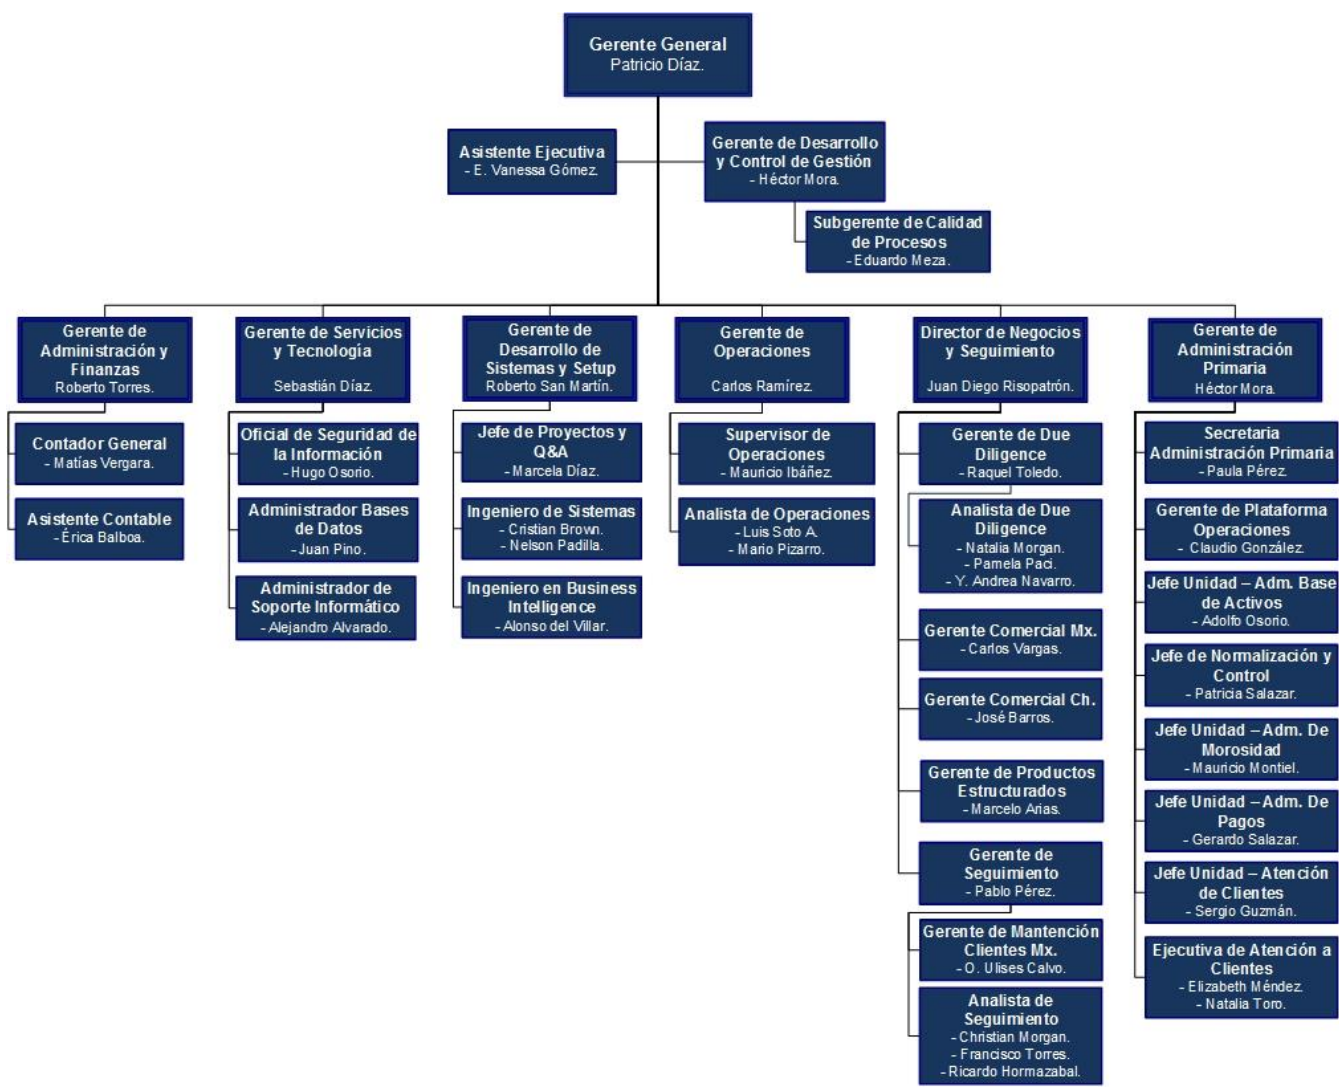 Gerente General
Patricio Díaz.
Asistente Ejecutiva
- E. Vanessa Gómez.
Gerente de Desarrollo
y Control de Gestión
- Héctor Mora.
Subgerente de Calidad
de Procesos
- Eduardo Meza.
Gerente de
Administración y
Finanzas
Roberto Torres.
Contador General
- Matías Vergara.
Asistente Contable
- Érica Balboa.
Gerente de Servicios
y Tecnología
Sebastián Díaz.
Oficial de Seguridad de
la Información
- Hugo Osorio.
Administrador Bases
de Datos
- Juan Pino.
Administrador de
Soporte Informático
- Alejandro Alvarado.
Gerente de
Desarrollo de
Sistemas y Setup
Roberto San Martín.
Jefe de Proyectos y
Q&A
- Marcela Díaz.
Ingeniero de Sistemas
- Cristian Brown.
- Nelson Padilla.
Ingeniero en Business
Intelligence
- Alonso del Villar.
Gerente de
Operaciones
Carlos Ramírez.
Supervisor de
Operaciones
- Mauricio Ibáñez.
Analista de Operaciones
- Luis Soto A.
- Mario Pizarro.
Director de Negocios
y Seguimiento
Juan Diego Risopatrón.
Gerente de Due
Diligence
- Raquel Toledo.
Analista de Due
Diligence
- Natalia Morgan.
- Pamela Paci.
- Y. Andrea Navarro.
Gerente Comercial Mx.
- Carlos Vargas.
Gerente Comercial Ch.
- José Barros.
Gerente de Productos
Estructurados
- Marcelo Arias.
Gerente de
Seguimiento
- Pablo Pérez.
Gerente de Mantención
Clientes Mx.
- O. Ulises Calvo.
Analista de
Seguimiento
- Christian Morgan.
- Francisco Torres.
- Ricardo Hormazabal.
Gerente de
Administración
Primaria
Héctor Mora.
Secretaria
Administración Primaria
- Paula Pérez.
Gerente de Plataforma
Operaciones
- Claudio González.
Jefe Unidad – Adm. Base
de Activos
- Adolfo Osorio.
Jefe de Normalización y
Control
- Patricia Salazar.
Jefe Unidad – Adm. De
Morosidad
- Mauricio Montiel.
Jefe Unidad – Adm. De
Pagos
- Gerardo Salazar.
Jefe Unidad – Atención
de Clientes
- Sergio Guzmán.
Ejecutiva de Atención a
Clientes
- Elizabeth Méndez.
- Natalia Toro.